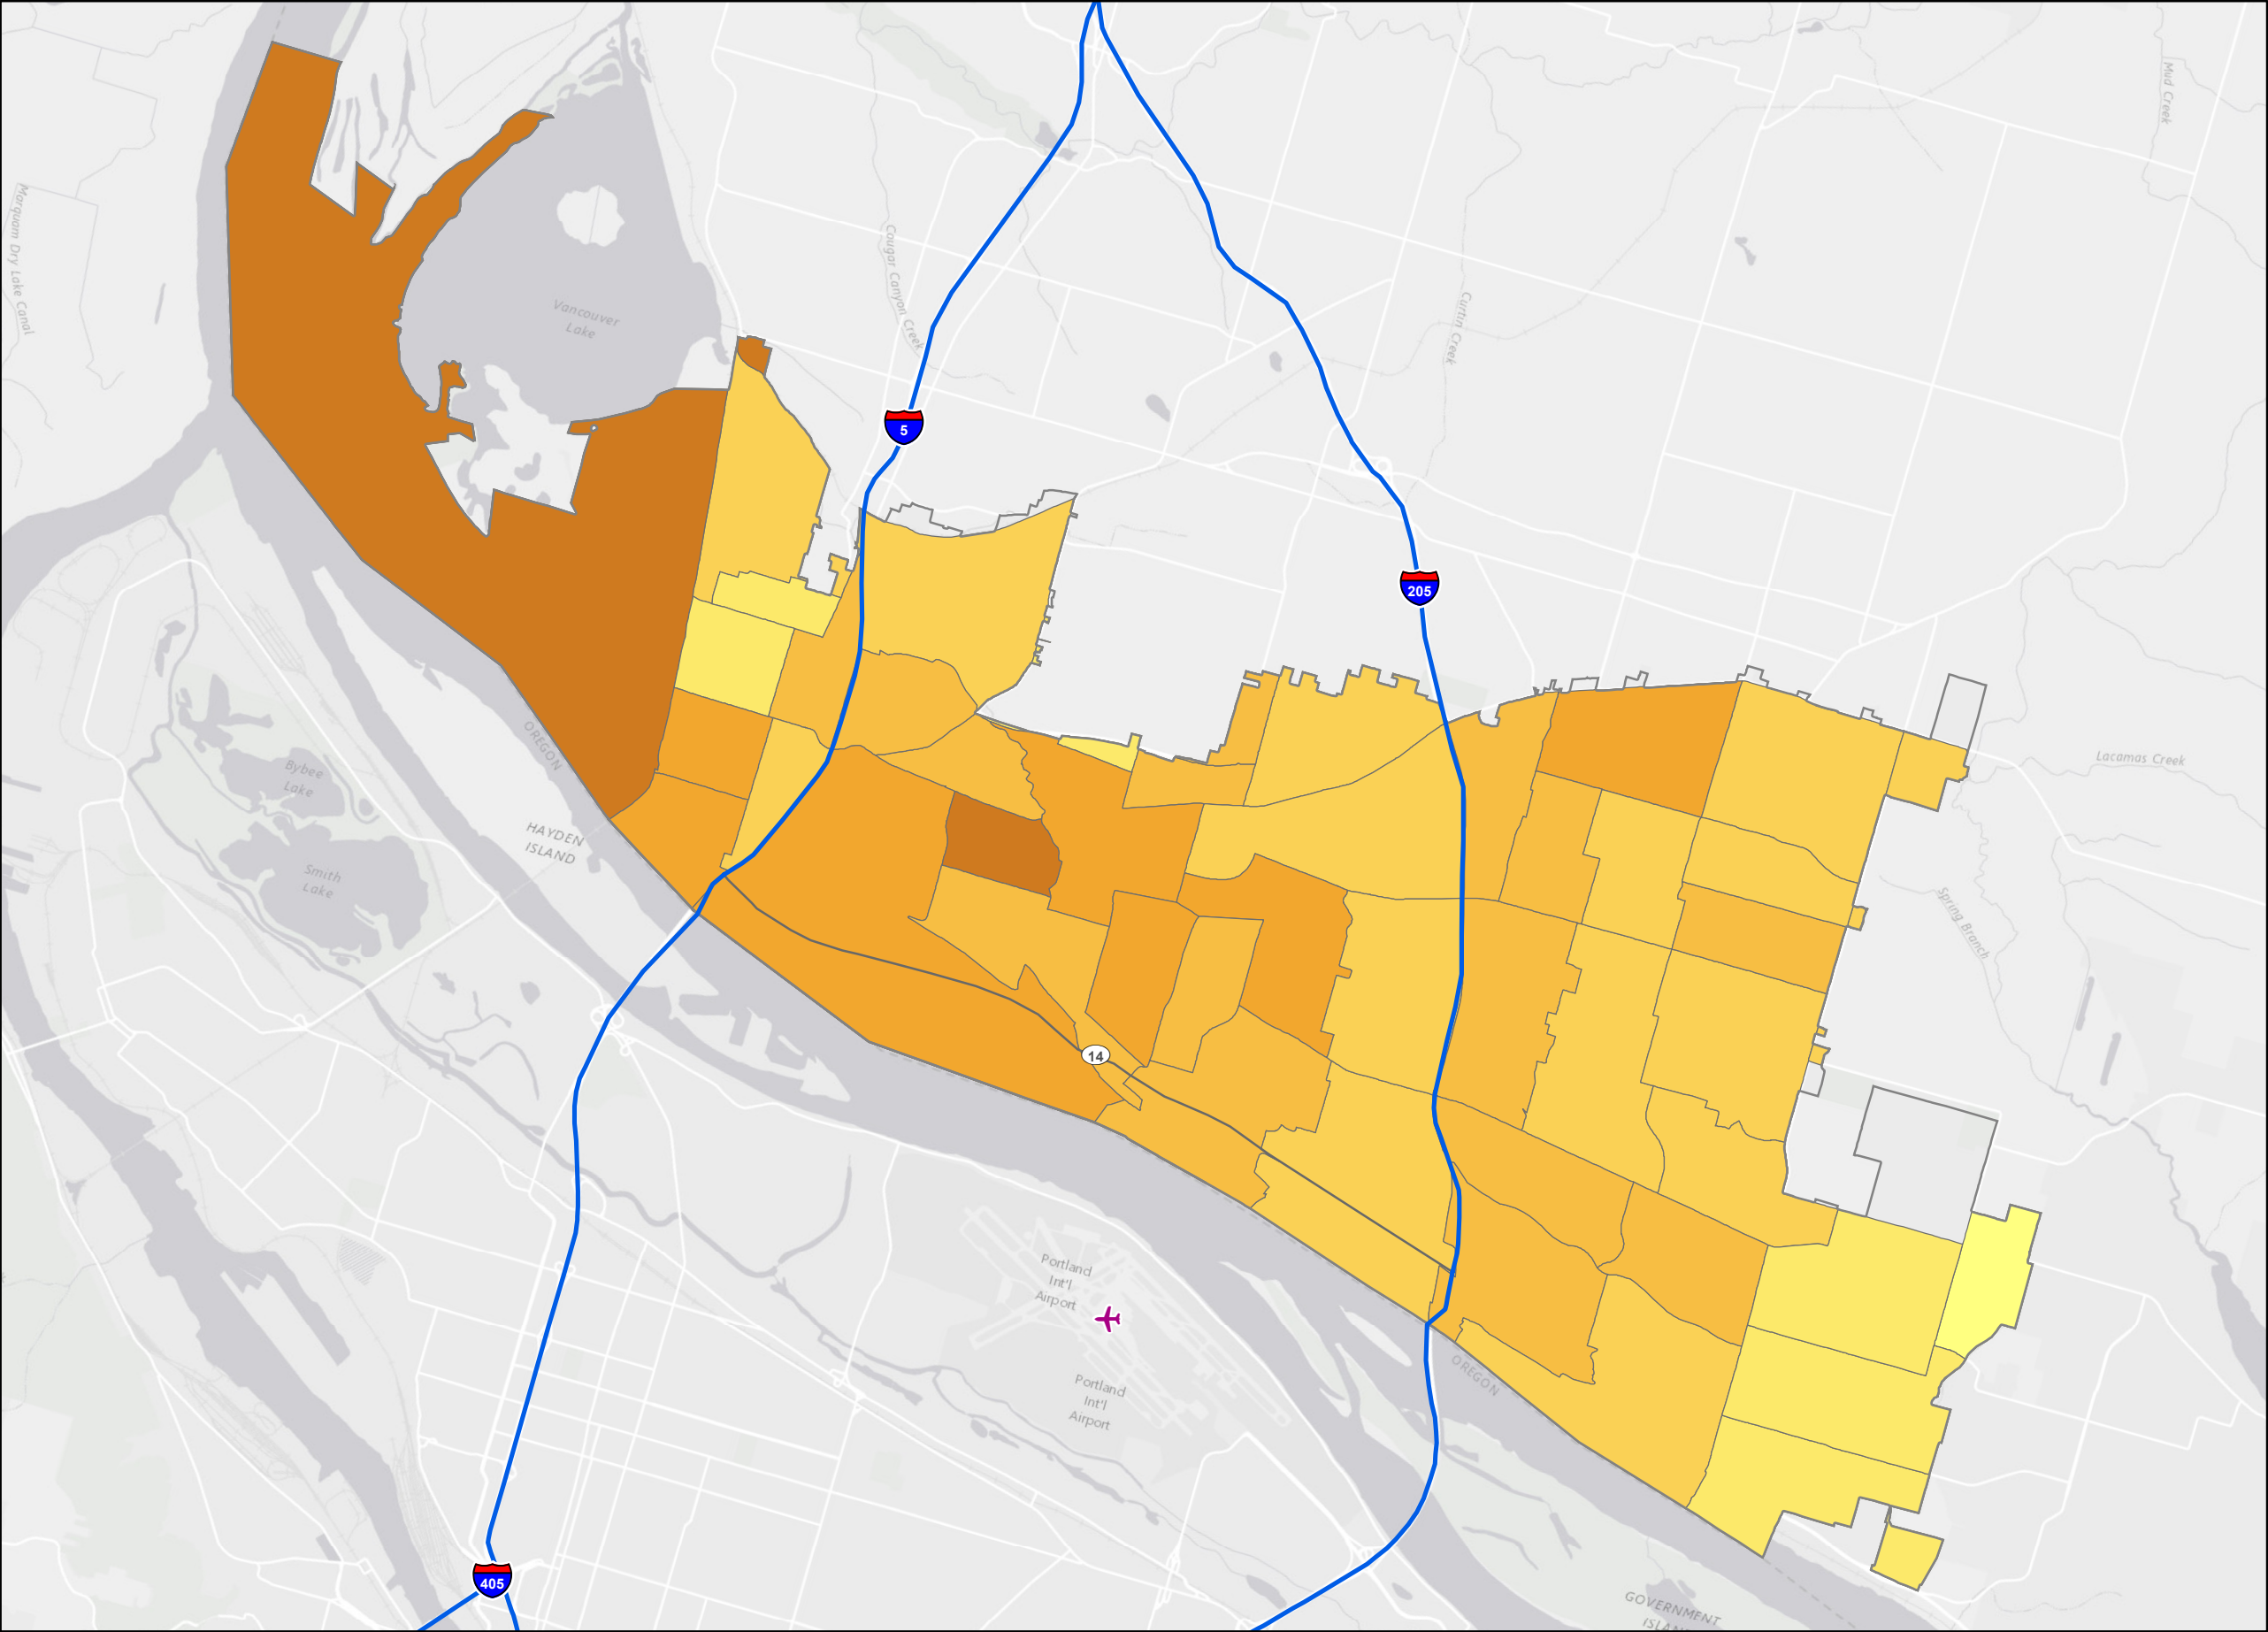 Mud Creek
Marquam Dry Lake Canal
Cougar Canyon Creek
Vancouver
Lake
Curtin Creek
5
205
OREGON
Bybee
Lake
Lacamas Creek
HAYDEN
ISLAND
Smith
Lake
Spring Branch
14
Portland
Int'l
Airport
OREGON
Portland
Int'l
Airport
405
GOVERNMENT